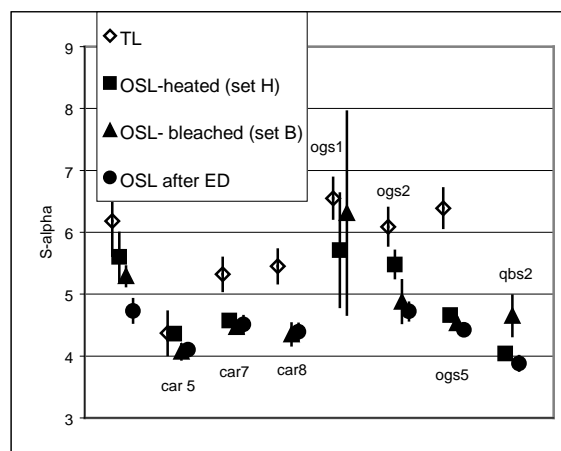 9
8
7
6
5
4
3
S-alpha
TL
OSL-heated (set H)
OSL- bleached (set B)
OSL after ED
ogs1
ogs2
qbs2
car 5
car7
car8
ogs5